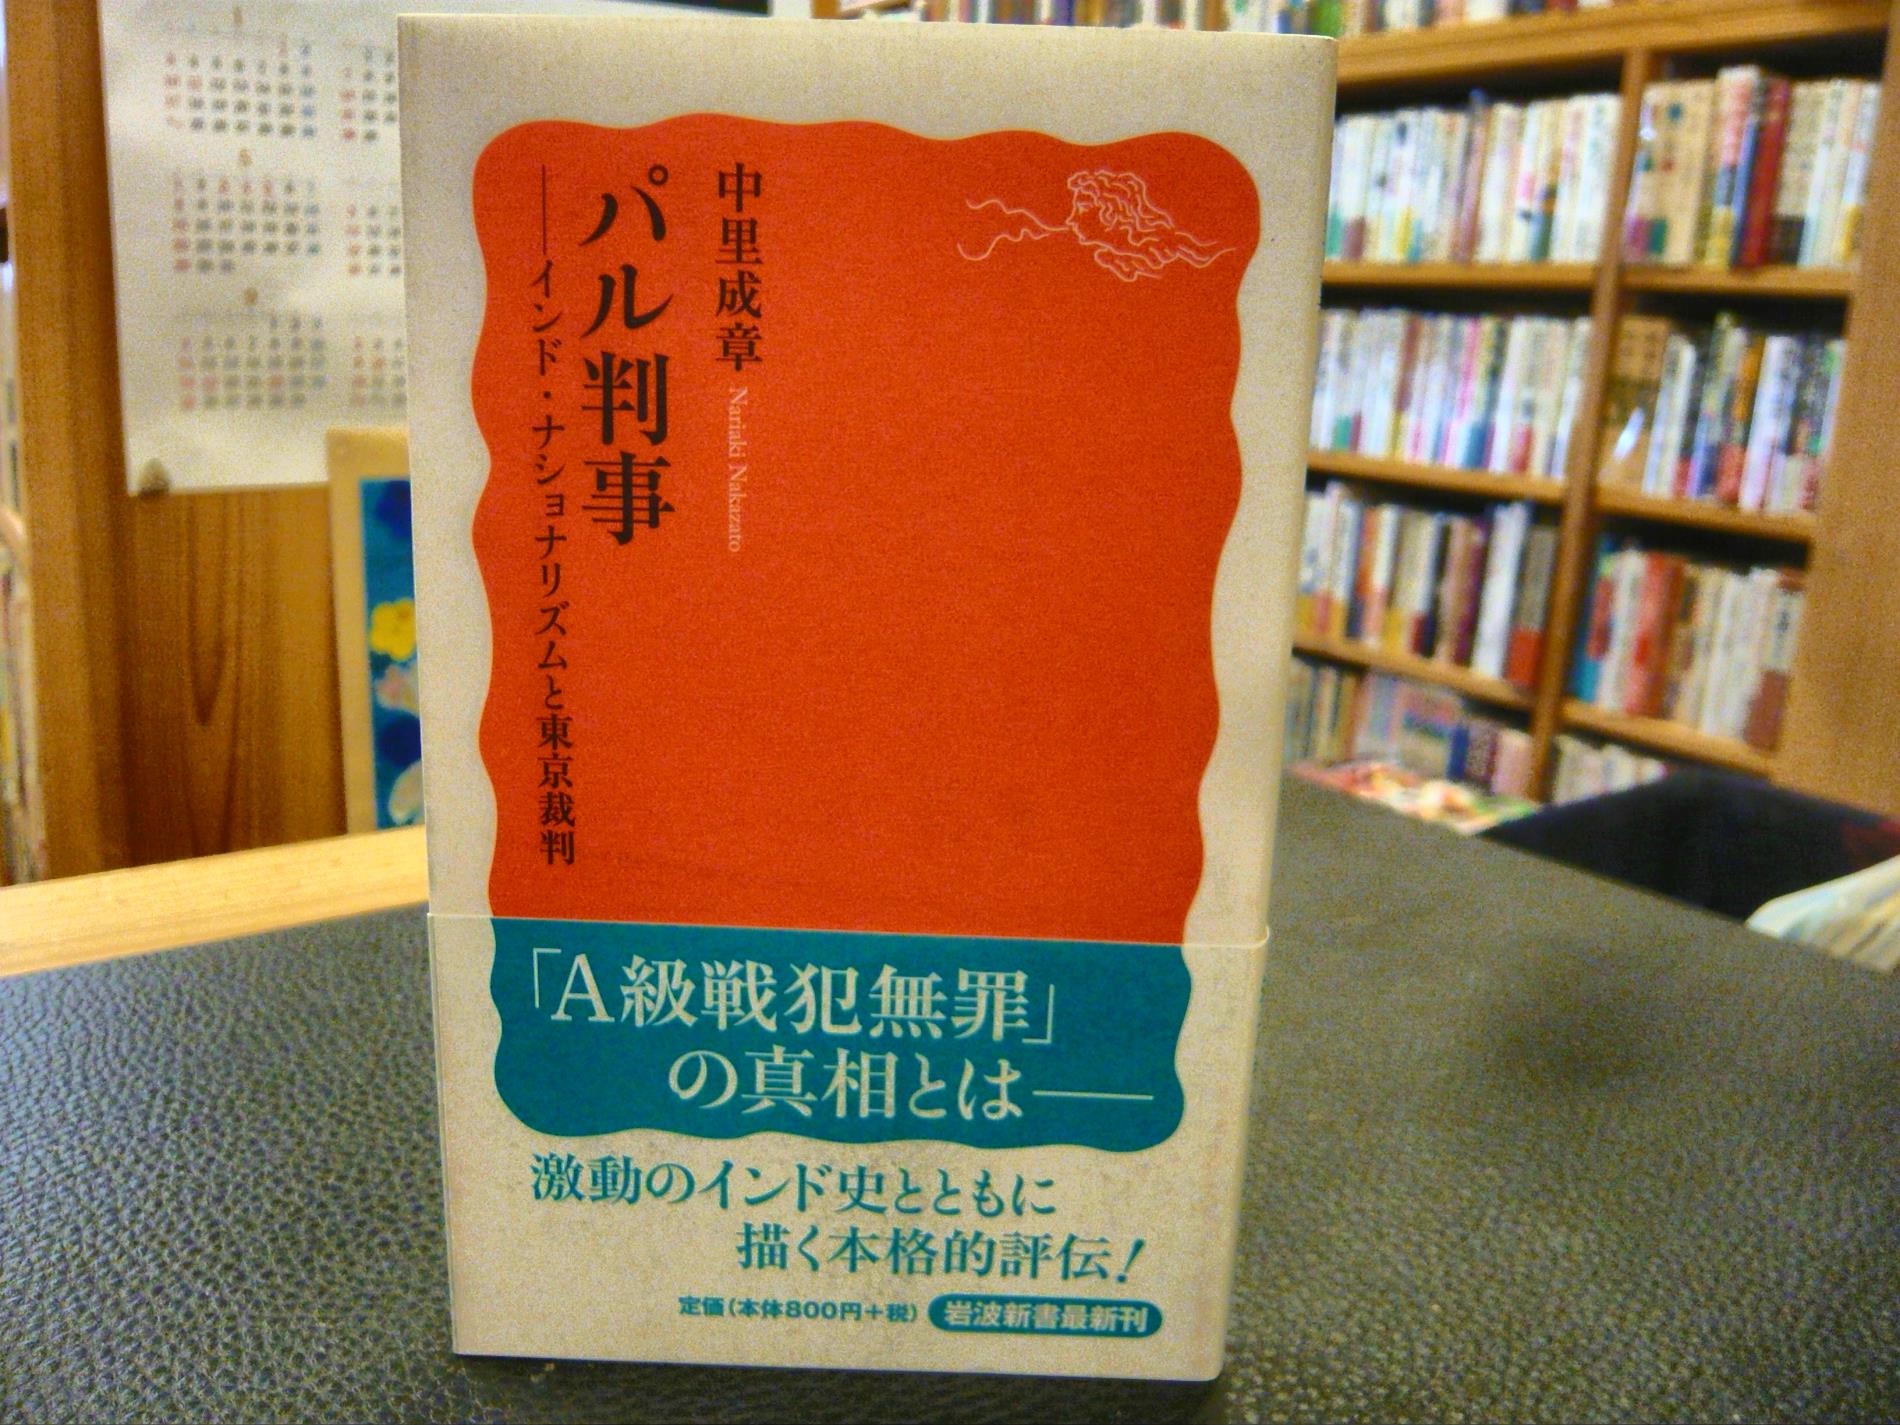 中里成章
Nariaki Nakazato
パル判事
――インド・ナショナリズムと東京裁判
「A級戦犯無罪」
の真相とは――
激動のインド史とともに
描く本格的評伝!
定価(本体800円+税)
岩波新書最新刊